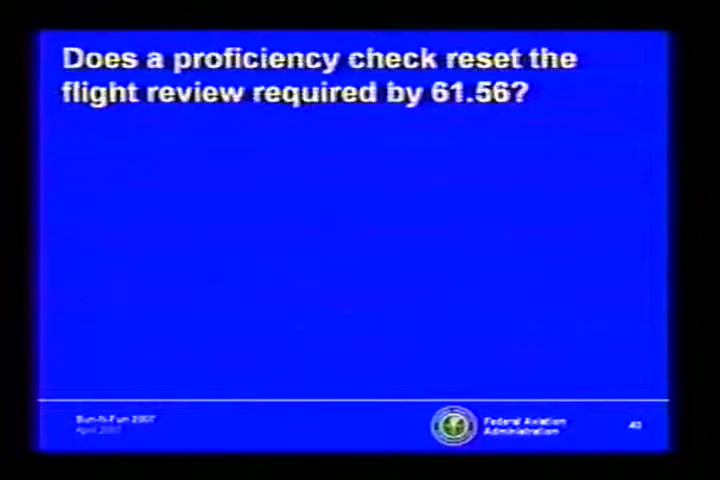 Does a proficiency check reset the
flight review required by 61.56?
Sun-N-Fun 2007
April 2007
Federal Aviation
Administration
40